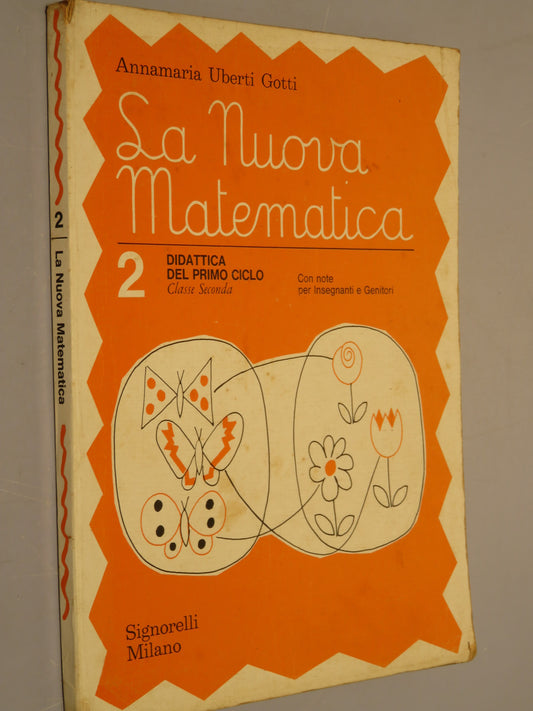 Annamaria Uberti Gotti
La Nuova
Matematica
2
DIDATTICA
DEL PRIMO CICLO
Classe Seconda
Con note
per Insegnanti e Genitori
Signorelli
Milano
2
La Nuova Matematica